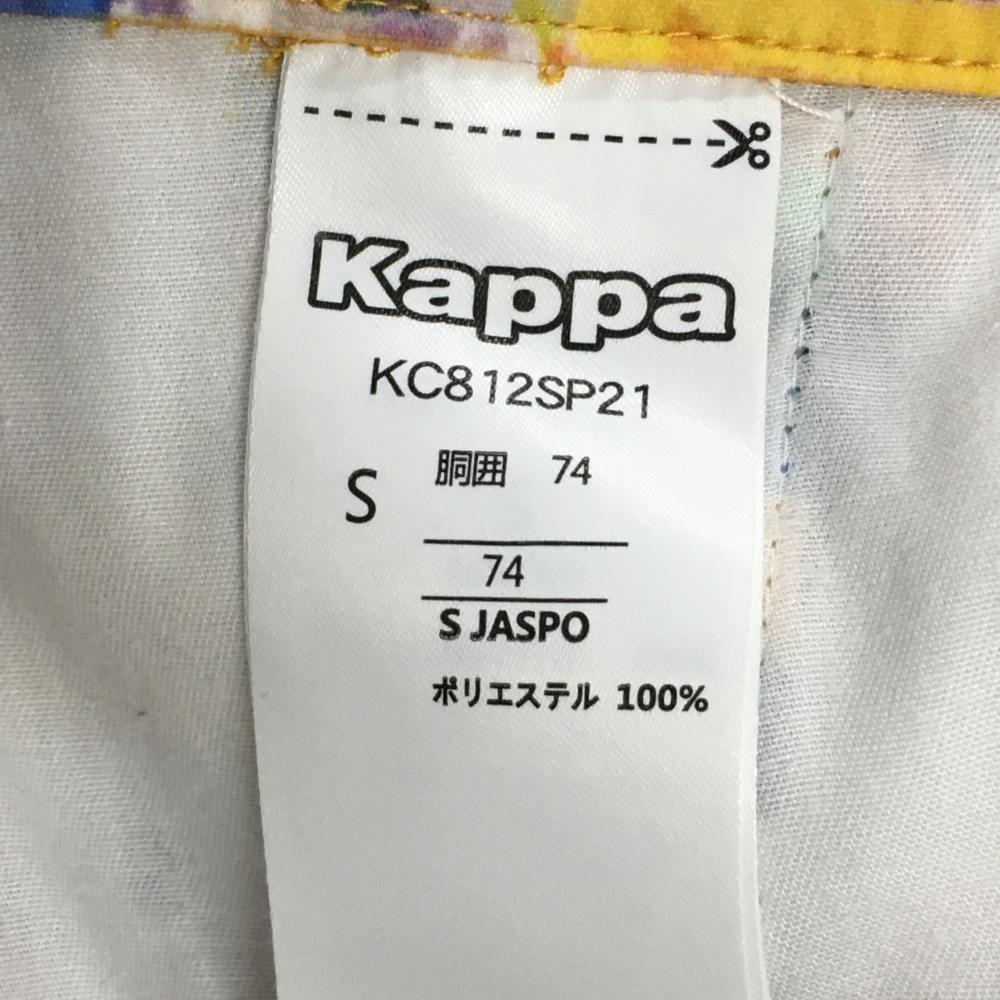 Kappa
KC812SP21
S 胴囲 74
74
S JASPO
ポリエステル 100%